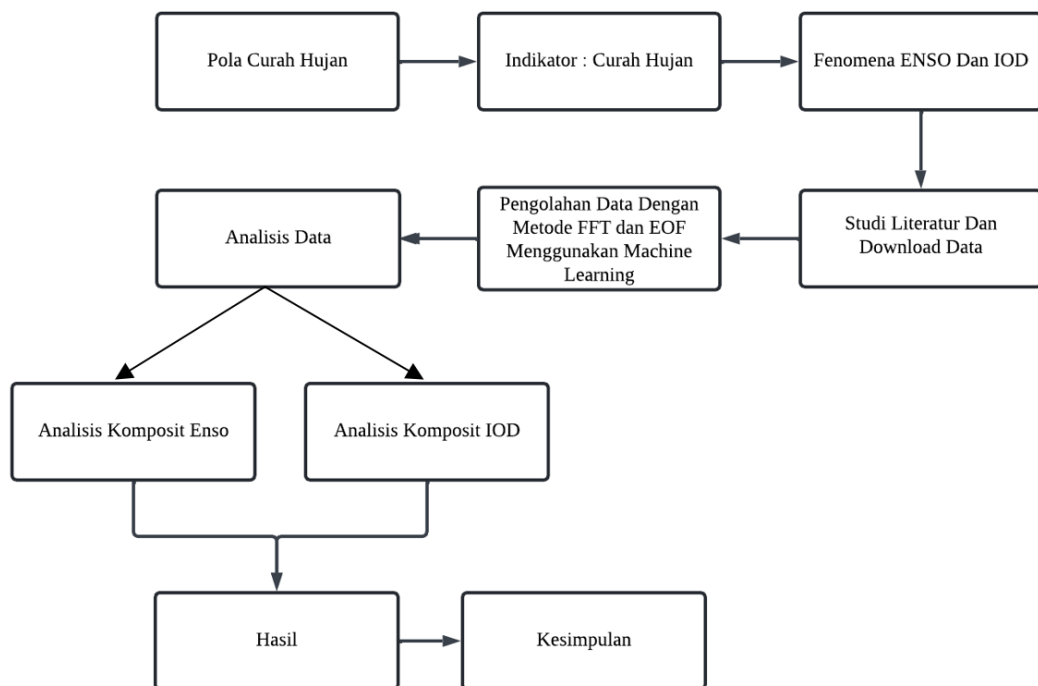 Pola Curah Hujan
Indikator : Curah Hujan
Fenomena ENSO Dan IOD
Studi Literatur Dan
Download Data
Pengolahan Data Dengan
Metode FFT dan EOF
Menggunakan Machine
Learning
Analisis Data
Analisis Komposit Enso
Analisis Komposit IOD
Hasil
Kesimpulan